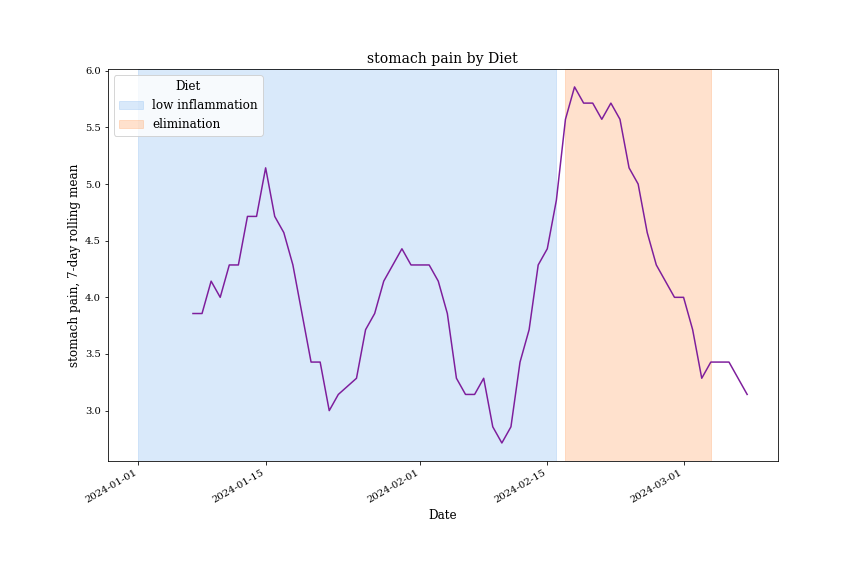 stomach pain by Diet
Diet
low inflammation
elimination
6.0
5.5
5.0
4.5
4.0
3.5
3.0
stomach pain, 7-day rolling mean
2024-01-01
2024-01-15
2024-02-01
2024-02-15
2024-03-01
Date